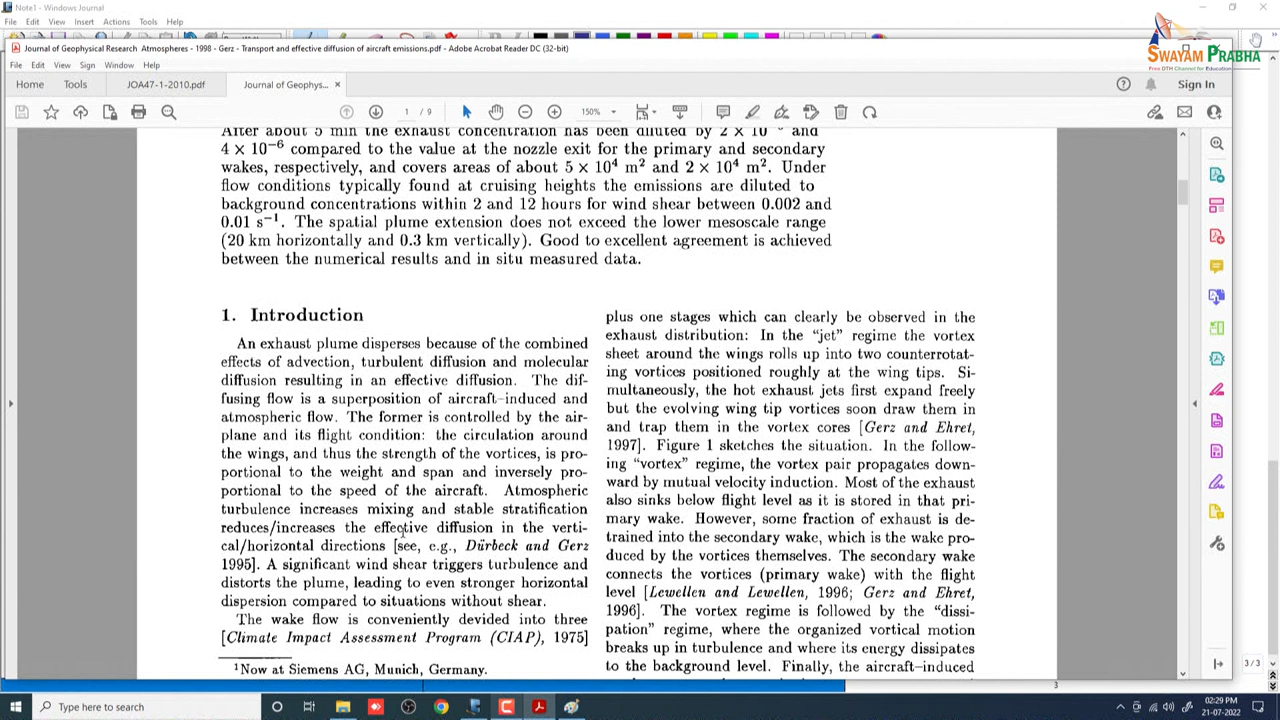 Note1 - Windows Journal
File Edit View Insert Actions Tools Help
SWAYAM PRABHA
Free DTH Channel for Education
Journal of Geophysical Research Atmospheres - 1998 - Gerz - Transport and effective diffusion of aircraft emissions.pdf - Adobe Acrobat Reader DC (32-bit)
File Edit View Sign Window Help
Home Tools JOA47-1-2010.pdf Journal of Geophys... × Sign In
1 / 9 150%
After about 5 min the exhaust concentration has been diluted by 2 × 10 and
4 × 10⁻⁶ compared to the value at the nozzle exit for the primary and secondary
wakes, respectively, and covers areas of about 5 × 10⁴ m² and 2 × 10⁴ m². Under
flow conditions typically found at cruising heights the emissions are diluted to
background concentrations within 2 and 12 hours for wind shear between 0.002 and
0.01 s⁻¹. The spatial plume extension does not exceed the lower mesoscale range
(20 km horizontally and 0.3 km vertically). Good to excellent agreement is achieved
between the numerical results and in situ measured data.
1. Introduction
An exhaust plume disperses because of the combined
effects of advection, turbulent diffusion and molecular
diffusion resulting in an effective diffusion. The dif-
fusing flow is a superposition of aircraft-induced and
atmospheric flow. The former is controlled by the air-
plane and its flight condition: the circulation around
the wings, and thus the strength of the vortices, is pro-
portional to the weight and span and inversely pro-
portional to the speed of the aircraft. Atmospheric
turbulence increases mixing and stable stratification
reduces/increases the effective diffusion in the verti-
cal/horizontal directions [see, e.g., Dürbeck and Gerz
1995]. A significant wind shear triggers turbulence and
distorts the plume, leading to even stronger horizontal
dispersion compared to situations without shear.
The wake flow is conveniently devided into three
[Climate Impact Assessment Program (CIAP), 1975]
¹Now at Siemens AG, Munich, Germany.
plus one stages which can clearly be observed in the
exhaust distribution: In the “jet” regime the vortex
sheet around the wings rolls up into two counterrotat-
ing vortices positioned roughly at the wing tips. Si-
multaneously, the hot exhaust jets first expand freely
but the evolving wing tip vortices soon draw them in
and trap them in the vortex cores [Gerz and Ehret,
1997]. Figure 1 sketches the situation. In the follow-
ing “vortex” regime, the vortex pair propagates down-
ward by mutual velocity induction. Most of the exhaust
also sinks below flight level as it is stored in that pri-
mary wake. However, some fraction of exhaust is de-
trained into the secondary wake, which is the wake pro-
duced by the vortices themselves. The secondary wake
connects the vortices (primary wake) with the flight
level [Lewellen and Lewellen, 1996; Gerz and Ehret,
1996]. The vortex regime is followed by the “dissi-
pation” regime, where the organized vortical motion
breaks up in turbulence and where its energy dissipates
to the background level. Finally, the aircraft-induced
3/3
3
Type here to search
02:29 PM
21-07-2022